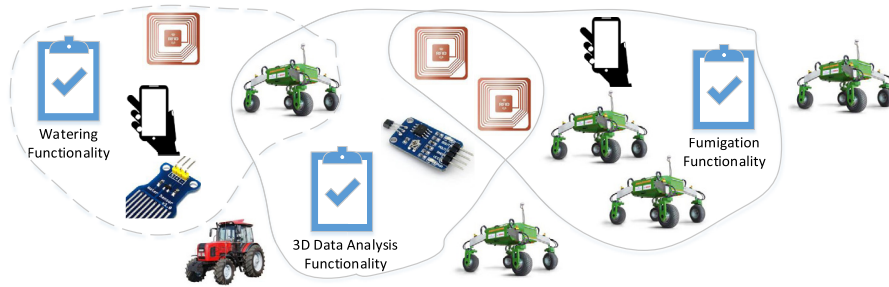 Watering
Functionality
3D Data Analysis
Functionality
Fumigation
Functionality